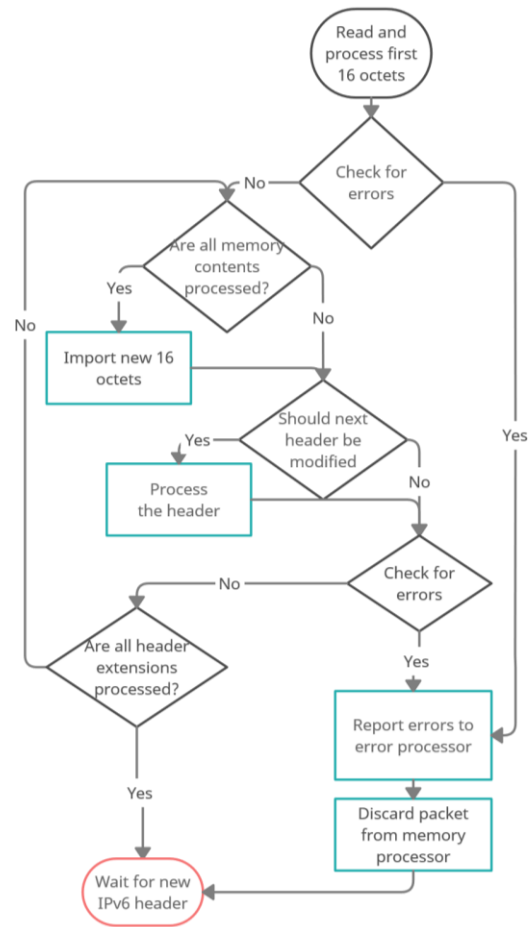 Read and
process first
16 octets
Check for
errors
No
Are all memory
contents
processed?
Yes
No
No
Import new 16
octets
Should next
header be
modified
Yes
Yes
No
Process
the header
Check for
errors
No
Are all header
extensions
processed?
Yes
Report errors to
error processor
Yes
Discard packet
from memory
processor
Wait for new
IPv6 header